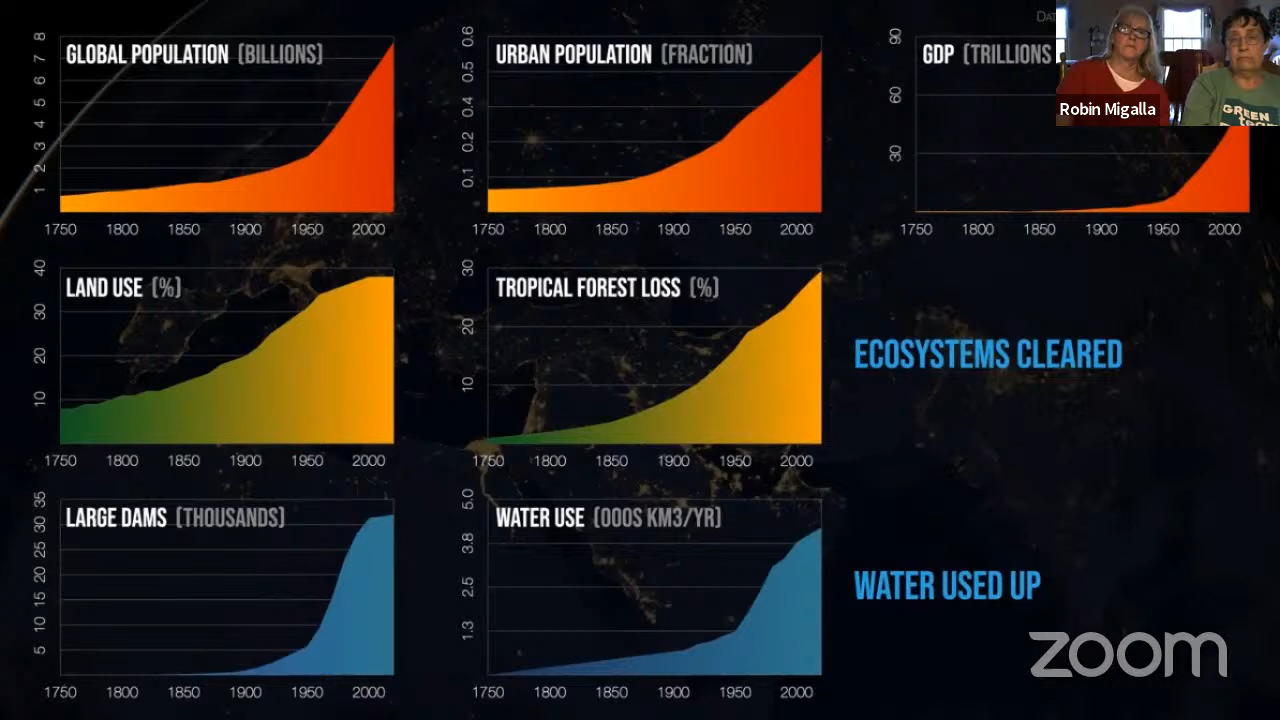 DAT
GLOBAL POPULATION (BILLIONS)
8
7
6
5
4
3
2
1
1750 1800 1850 1900 1950 2000
URBAN POPULATION (FRACTION)
0.6
0.5
0.4
0.2
0.1
1750 1800 1850 1900 1950 2000
GDP (TRILLIONS
90
60
30
1750 1800 1850 1900 1950 2000
Robin Migalla
GREEN
team
LAND USE (%)
40
30
20
10
1750 1800 1850 1900 1950 2000
TROPICAL FOREST LOSS (%)
30
20
10
1750 1800 1850 1900 1950 2000
ECOSYSTEMS CLEARED
LARGE DAMS (THOUSANDS)
35
30
25
20
15
10
5
1750 1800 1850 1900 1950 2000
WATER USE (000S KM3/YR)
5.0
3.8
2.5
1.3
1750 1800 1850 1900 1950 2000
WATER USED UP
zoom